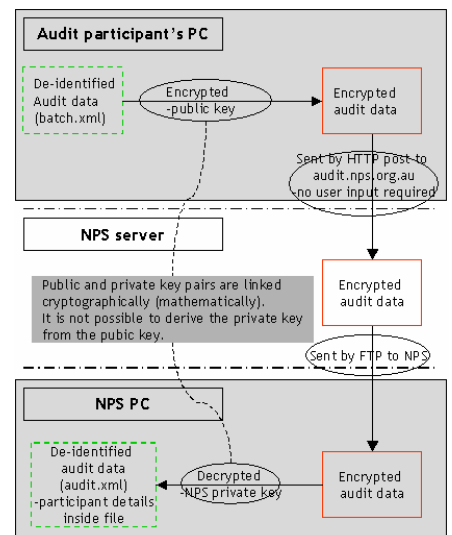 Audit participant's PC
De-identified
Audit data
(batch.xml)
Encrypted
-public key
Encrypted
audit data
Sent by HTTP post to
audit.nps.org.au
-no user input required
NPS server
Public and private key pairs are linked
cryptographically (mathematically).
It is not possible to derive the private key
from the pubic key.
Encrypted
audit data
Sent by FTP to NPS
NPS PC
De-identified
audit data
(audit.xml)
-participant details
inside file
Decrypted
-NPS private key
Encrypted
audit data